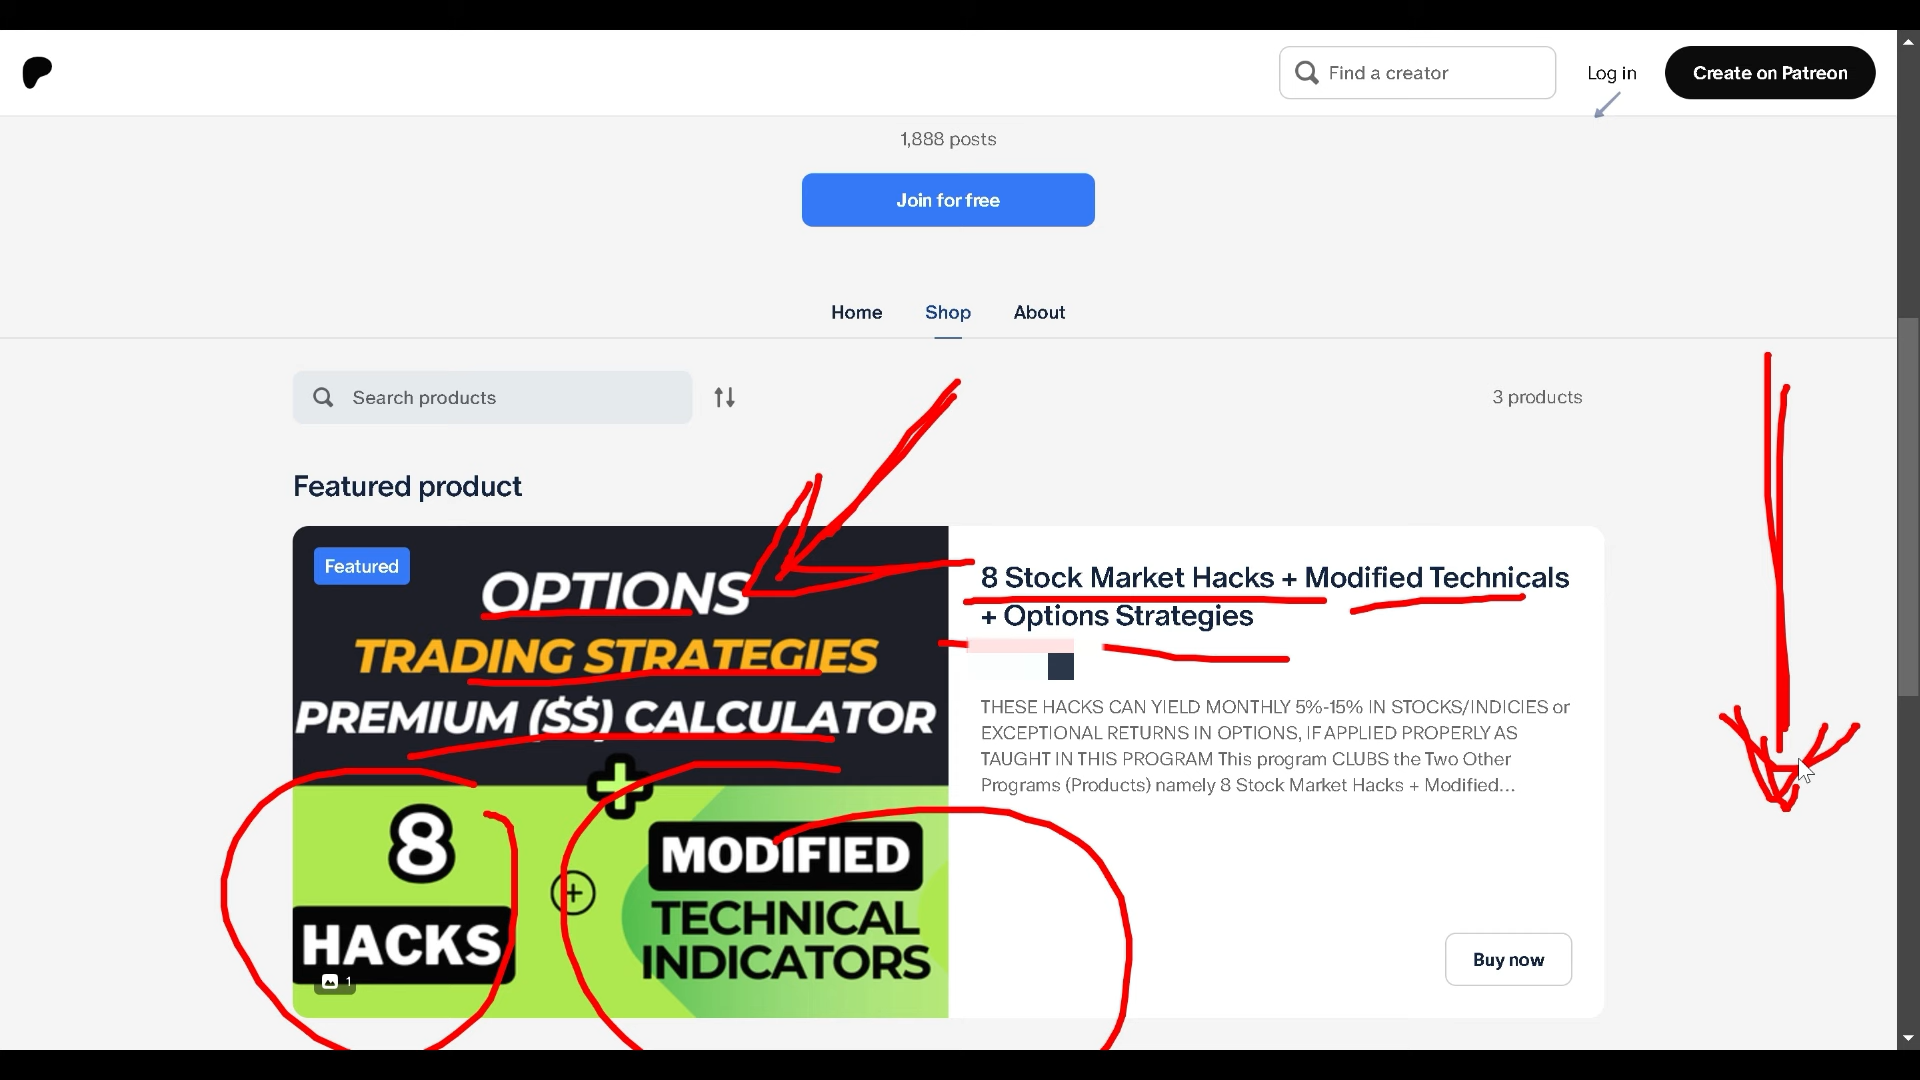 Find a creator
Log in
Create on Patreon
1,888 posts
Join for free
Home
Shop
About
Search products
3 products
Featured product
Featured
OPTIONS
TRADING STRATEGIES
PREMIUM ($$) CALCULATOR
8
HACKS
MODIFIED
TECHNICAL
INDICATORS
1
8 Stock Market Hacks + Modified Technicals
+ Options Strategies
THESE HACKS CAN YIELD MONTHLY 5%-15% IN STOCKS/INDICIES or
EXCEPTIONAL RETURNS IN OPTIONS, IF APPLIED PROPERLY AS
TAUGHT IN THIS PROGRAM This program CLUBS the Two Other
Programs (Products) namely 8 Stock Market Hacks + Modified...
Buy now